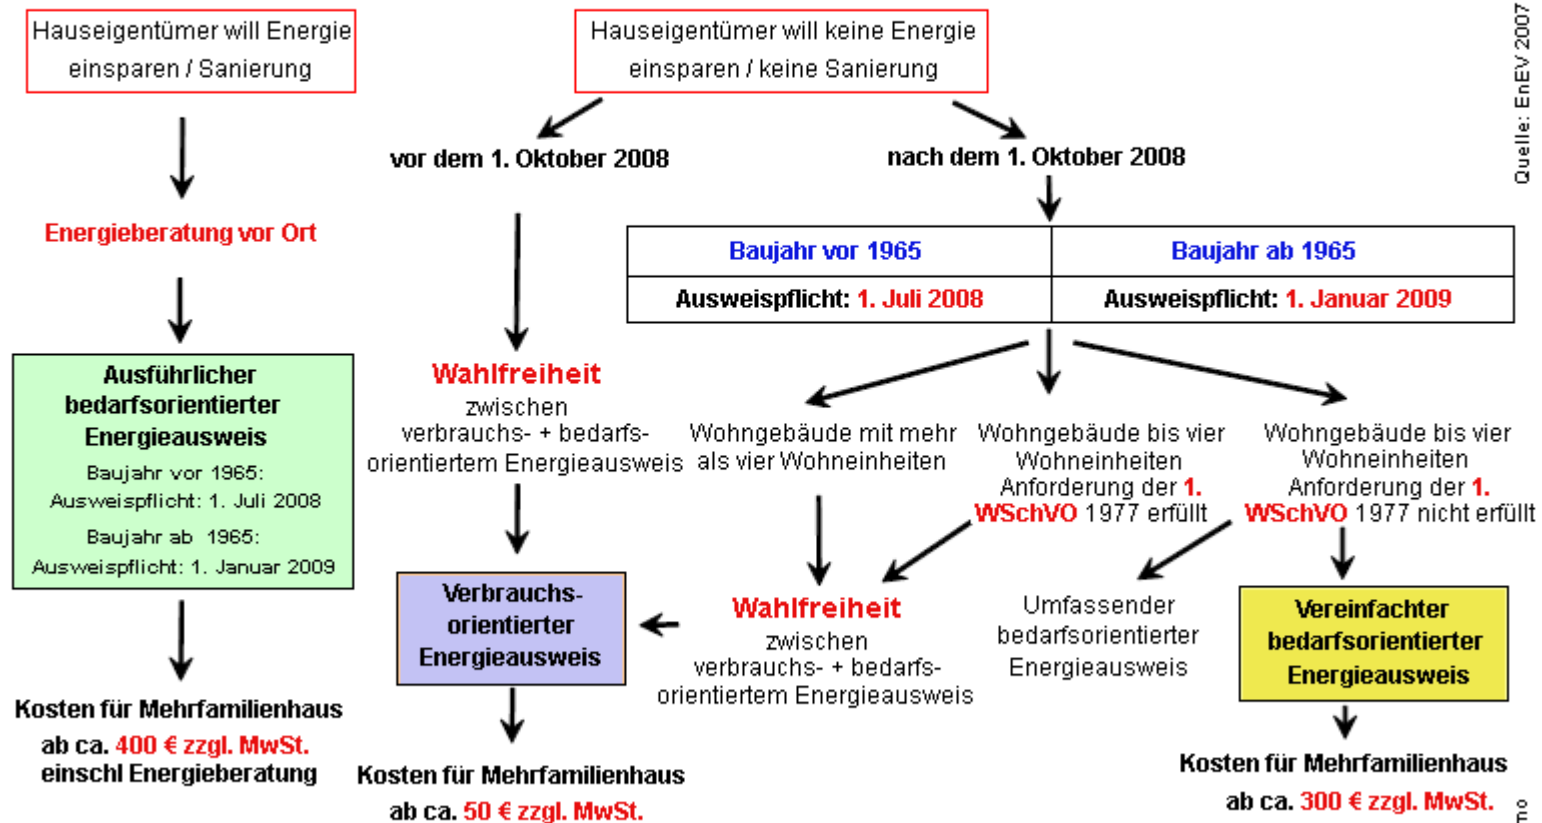 Hauseigentümer will Energie
einsparen / Sanierung
Hauseigentümer will keine Energie
einsparen / keine Sanierung
Quelle: EnEV 2007
vor dem 1. Oktober 2008
nach dem 1. Oktober 2008
Energieberatung vor Ort
Baujahr vor 1965
Baujahr ab 1965
Ausweispflicht: 1. Juli 2008
Ausweispflicht: 1. Januar 2009
Ausführlicher
bedarfsorientierter
Energieausweis
Baujahr vor 1965:
Ausweispflicht: 1. Juli 2008
Baujahr ab 1965:
Ausweispflicht: 1. Januar 2009
Wahlfreiheit
zwischen
verbrauchs- + bedarfs-
orientiertem Energieausweis
Wohngebäude mit mehr
als vier Wohneinheiten
Wohngebäude bis vier
Wohneinheiten
Anforderung der 1.
WSchVO 1977 erfüllt
Wohngebäude bis vier
Wohneinheiten
Anforderung der 1.
WSchVO 1977 nicht erfüllt
Verbrauchs-
orientierter
Energieausweis
Wahlfreiheit
zwischen
verbrauchs- + bedarfs-
orientiertem Energieausweis
Umfassender
bedarfsorientierter
Energieausweis
Vereinfachter
bedarfsorientierter
Energieausweis
Kosten für Mehrfamilienhaus
ab ca. 400 € zzgl. MwSt.
einschl Energieberatung
Kosten für Mehrfamilienhaus
ab ca. 50 € zzgl. MwSt.
Kosten für Mehrfamilienhaus
ab ca. 300 € zzgl. MwSt.